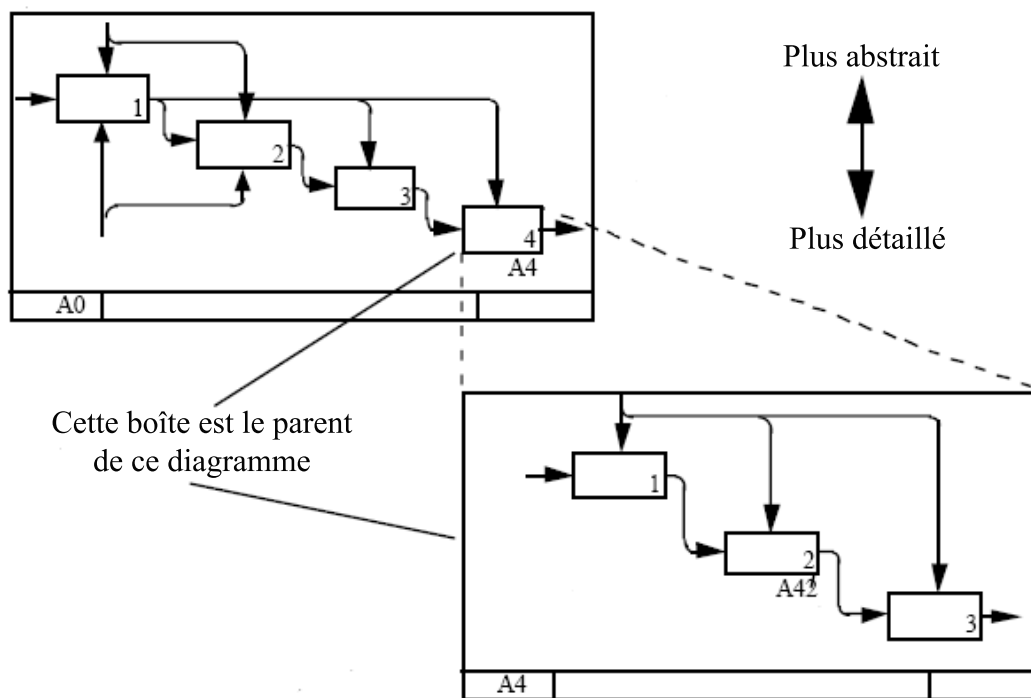 Plus abstrait
1
2
3
4
Plus détaillé
A4
A0
Cette boîte est le parent
de ce diagramme
1
2
A42
3
A4